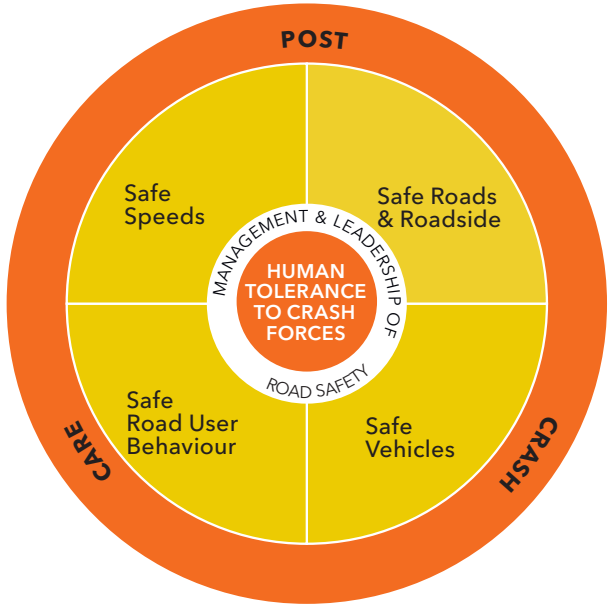 POST
CRASH
CARE
Safe
Speeds
Safe Roads
& Roadside
MANAGEMENT & LEADERSHIP OF
ROAD SAFETY
HUMAN
TOLERANCE
TO CRASH
FORCES
Safe
Road User
Behaviour
Safe
Vehicles